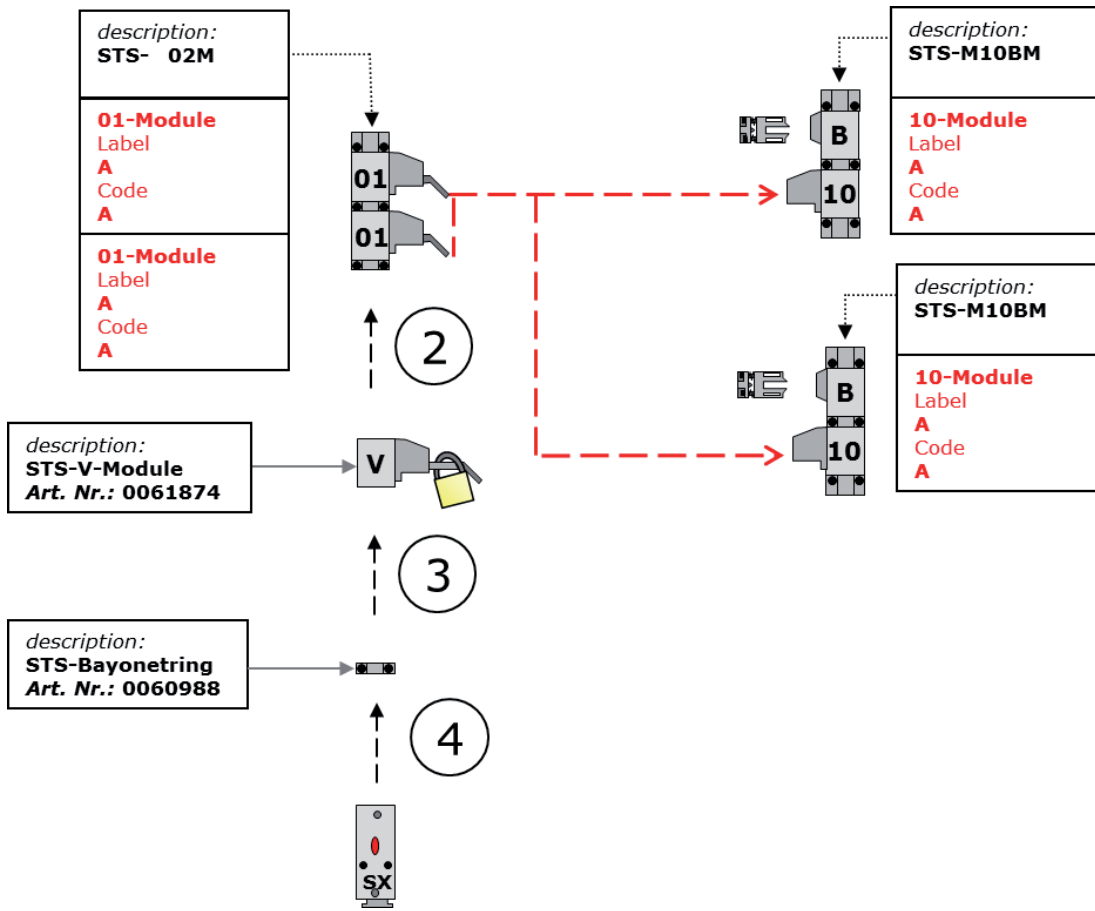 description:
STS- 02M
01-Module
Label
A
Code
A
01-Module
Label
A
Code
A
01
01
2
description:
STS-V-Module
Art. Nr.: 0061874
V
3
description:
STS-Bayonetring
Art. Nr.: 0060988
4
SX
description:
STS-M10BM
10-Module
Label
A
Code
A
B
10
description:
STS-M10BM
10-Module
Label
A
Code
A
B
10